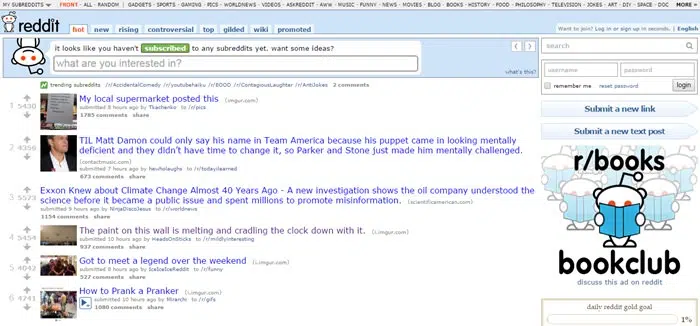 MY SUBREDDITS ▾ FRONT - ALL - RANDOM | GADGETS - SPORTS - GAMING - PICS - WORLDNEWS - VIDEOS - ASKREDDIT - AWW - MUSIC - FUNNY - NEWS - MOVIES - BLOG - BOOKS - HISTORY - FOOD - PHILOSOPHY - TELEVISION - JOKES - ART - DIY - SPACE - DOC MORE »
reddit hot new rising controversial top gilded wiki promoted
Want to join? Log in or sign up in seconds. | English
it looks like you haven't subscribed to any subreddits yet. want some ideas?
what are you interested in?
what's this?
search
username password
remember me reset password login
Submit a new link
Submit a new text post
trending subreddits /r/AccidentalComedy /r/youtubehaiku /r/BOOO /r/ContagiousLaughter /r/AntiJokes 2 comments
1 5430 My local supermarket posted this (imgur.com)
submitted 8 hours ago by Tkachenko to /r/pics
1785 comments share
2 4356 TIL Matt Damon could only say his name in Team America because his puppet came in looking mentally
deficient and they didn't have time to change it, so Parker and Stone just made him mentally challenged.
(contactmusic.com)
submitted 7 hours ago by hewholaughs to /r/todayilearned
673 comments share
3 5573 Exxon Knew about Climate Change Almost 40 Years Ago - A new investigation shows the oil company understood the
science before it became a public issue and spent millions to promote misinformation. (scientificamerican.com)
submitted 9 hours ago by NinjaDiscoJesus to /r/worldnews
1154 comments share
4 5454 The paint on this wall is melting and cradling the clock down with it. (i.imgur.com)
submitted 10 hours ago by HeadsOnSticks to /r/mildlyinteresting
937 comments share
5 4042 Got to meet a legend over the weekend (i.imgur.com)
submitted 8 hours ago by IceIceIceReddit to /r/funny
527 comments share
6 4741 How to Prank a Pranker (i.imgur.com)
submitted 10 hours ago by Mirarchi to /r/gifs
1080 comments share
r/books
bookclub
discuss this ad on reddit
daily reddit gold goal
1%